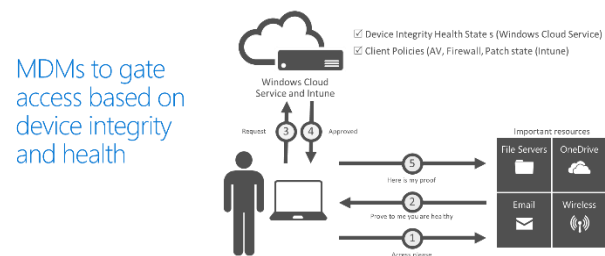 MDMs to gate
access based on
device integrity
and health
☑ Device Integrity Health State s (Windows Cloud Service)
☑ Client Policies (AV, Firewall, Patch state (Intune)
Windows Cloud
Service and Intune
Request 3 4 Approved
Important resources
File Servers OneDrive
5
Here is my proof
Email Wireless
2
Prove to me you are healthy
1
Access please